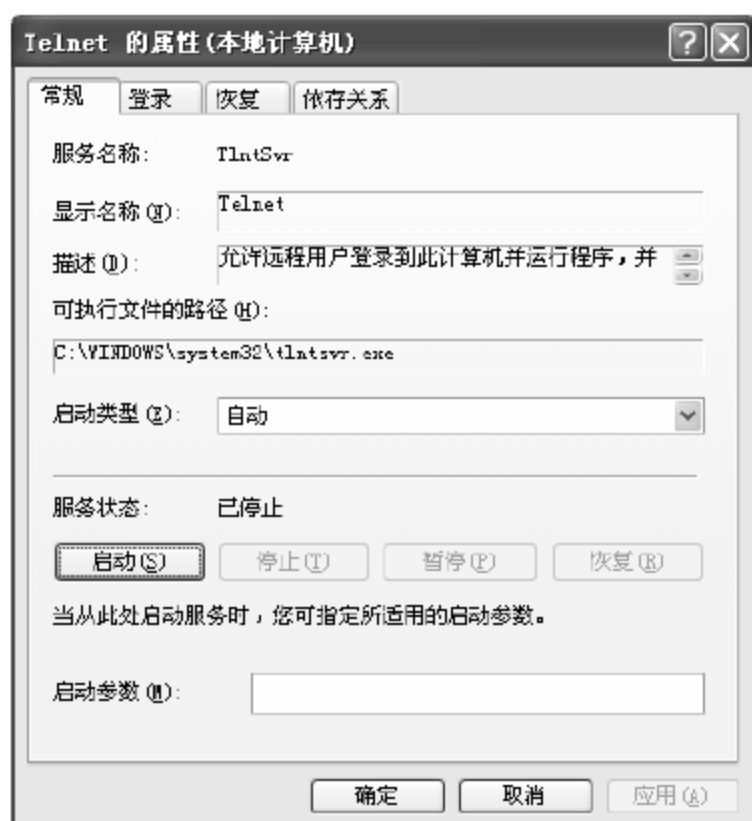 Telnet 的属性(本地计算机)
常规 登录 恢复 依存关系
服务名称: TlntSvr
显示名称(N): Telnet
描述(D): 允许远程用户登录到此计算机并运行程序，并
可执行文件的路径(H):
C:\WINDOWS\system32\tlntsvr.exe
启动类型(E): 自动
服务状态: 已停止
启动(S) 停止(T) 暂停(P) 恢复(R)
当从此处启动服务时，您可指定所适用的启动参数。
启动参数(M):
确定 取消 应用(A)